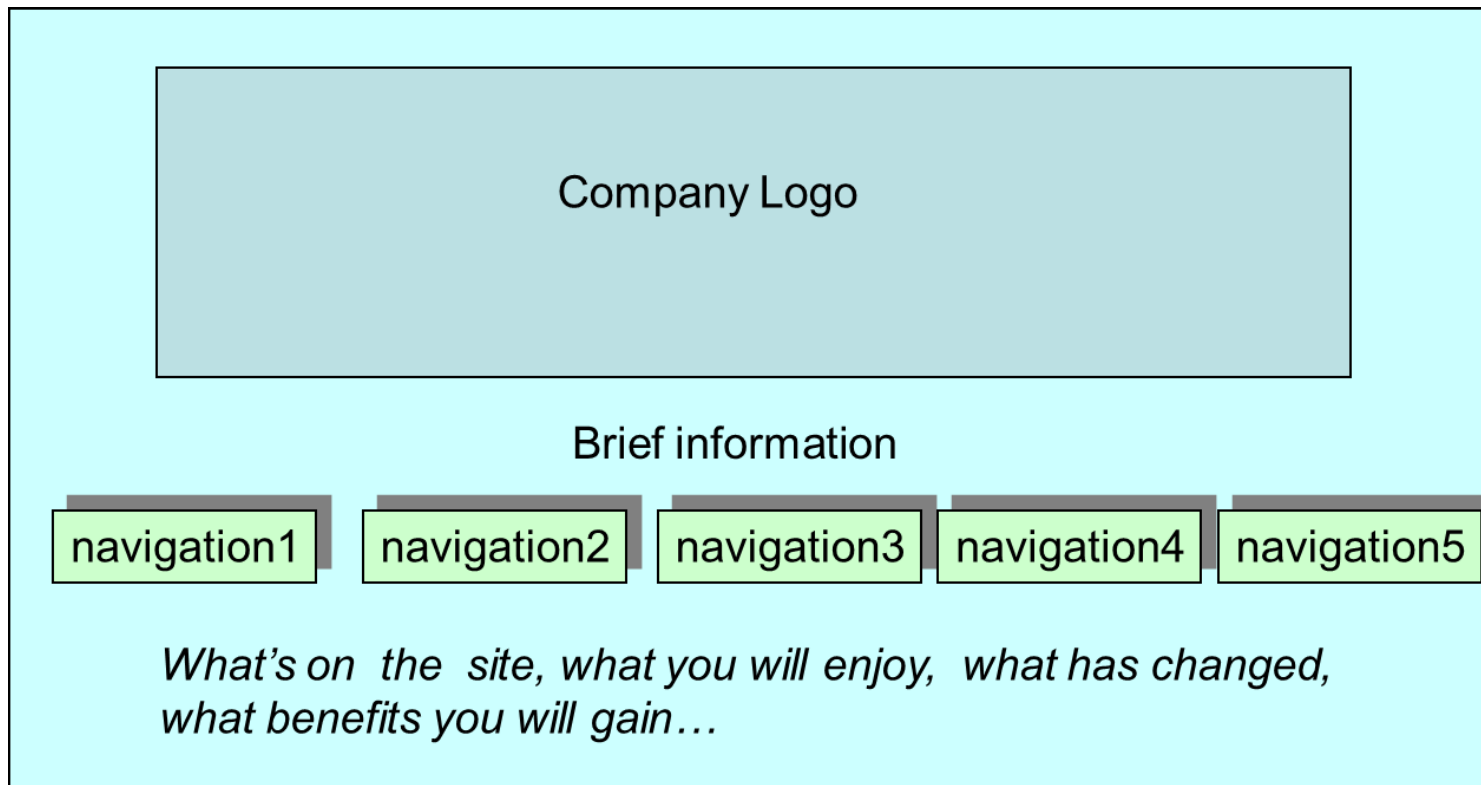 Company Logo
Brief information
navigation1 navigation2 navigation3 navigation4 navigation5
What’s on the site, what you will enjoy, what has changed,
what benefits you will gain…